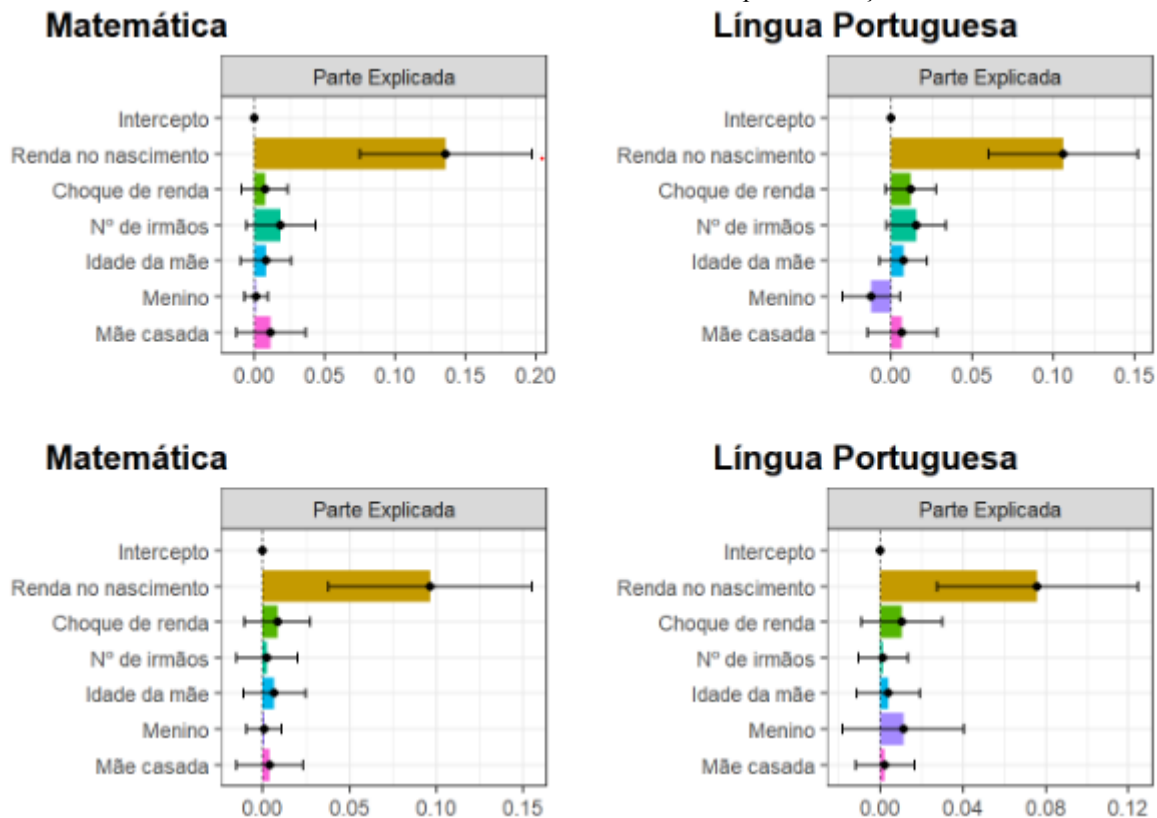 Matemática
Parte Explicada
Intercepto
Renda no nascimento
Choque de renda
Nº de irmãos
Idade da mãe
Menino
Mãe casada
0.00 0.05 0.10 0.15 0.20
Língua Portuguesa
Parte Explicada
Intercepto
Renda no nascimento
Choque de renda
Nº de irmãos
Idade da mãe
Menino
Mãe casada
0.00 0.05 0.10 0.15
Matemática
Parte Explicada
Intercepto
Renda no nascimento
Choque de renda
Nº de irmãos
Idade da mãe
Menino
Mãe casada
0.00 0.05 0.10 0.15
Língua Portuguesa
Parte Explicada
Intercepto
Renda no nascimento
Choque de renda
Nº de irmãos
Idade da mãe
Menino
Mãe casada
0.00 0.04 0.08 0.12